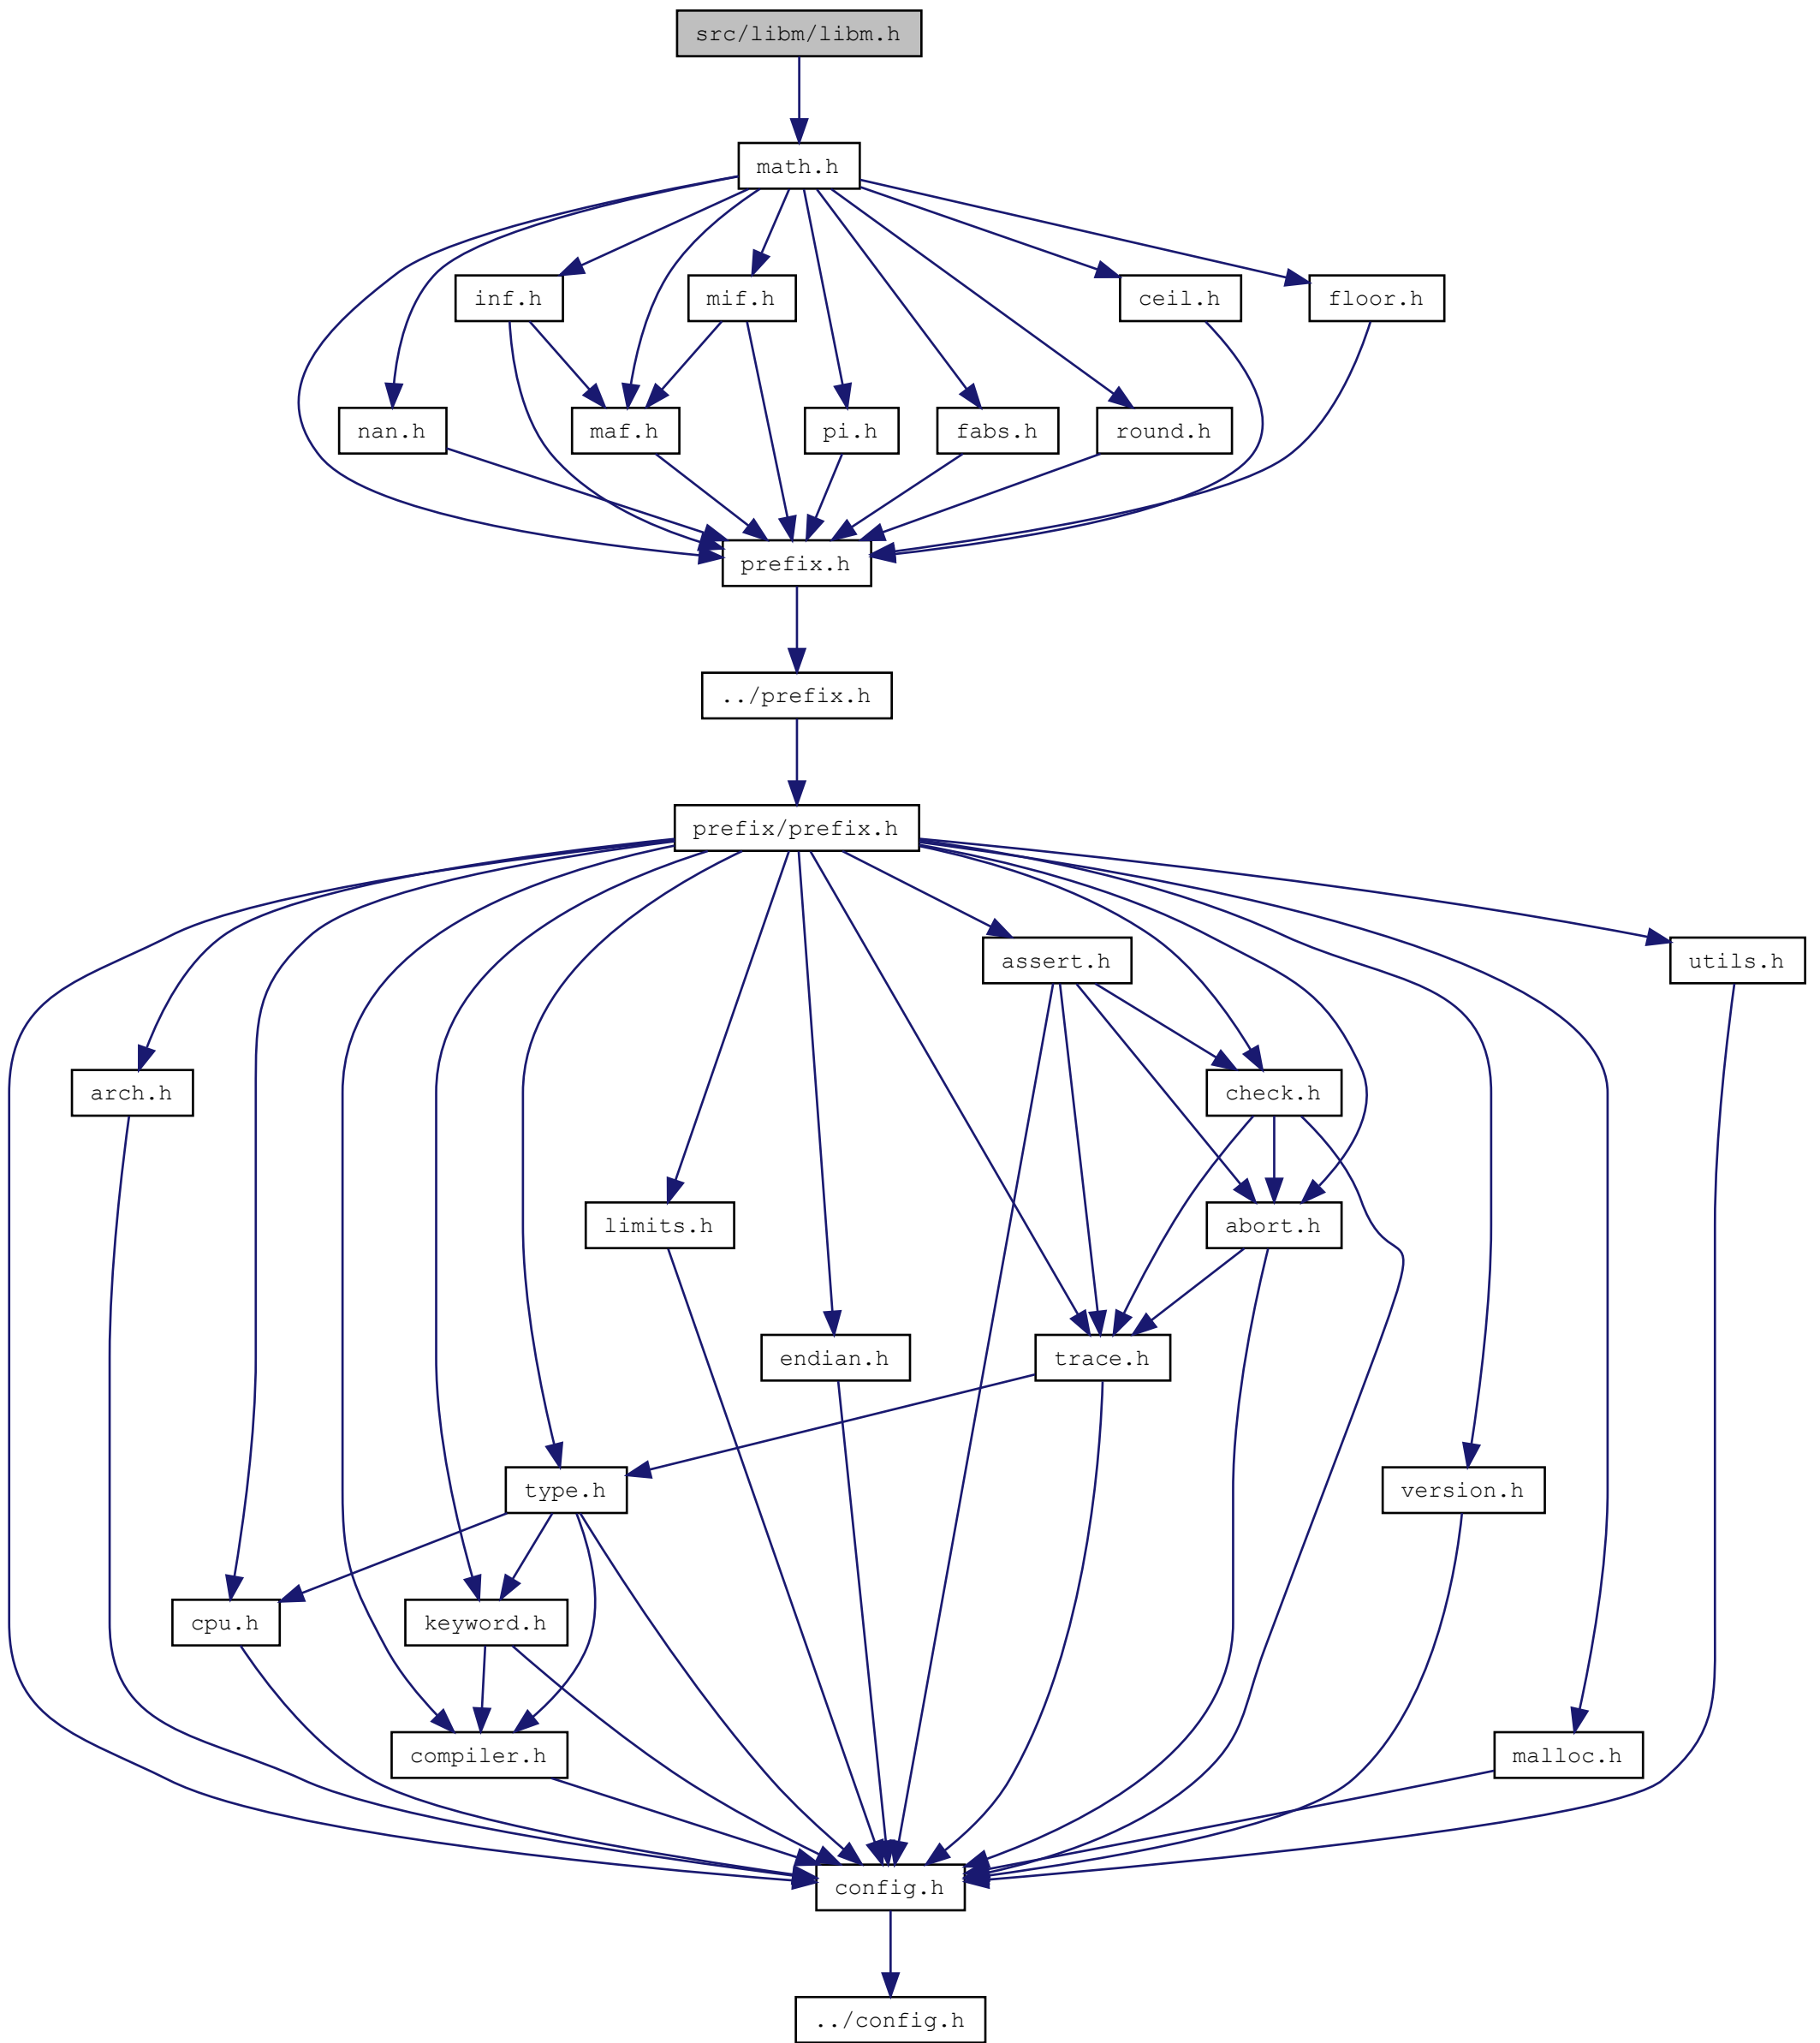 src/libm/libm.h
math.h
inf.h
mif.h
ceil.h
floor.h
nan.h
maf.h
pi.h
fabs.h
round.h
prefix.h
../prefix.h
prefix/prefix.h
assert.h
utils.h
arch.h
check.h
limits.h
abort.h
endian.h
trace.h
type.h
version.h
cpu.h
keyword.h
compiler.h
malloc.h
config.h
../config.h